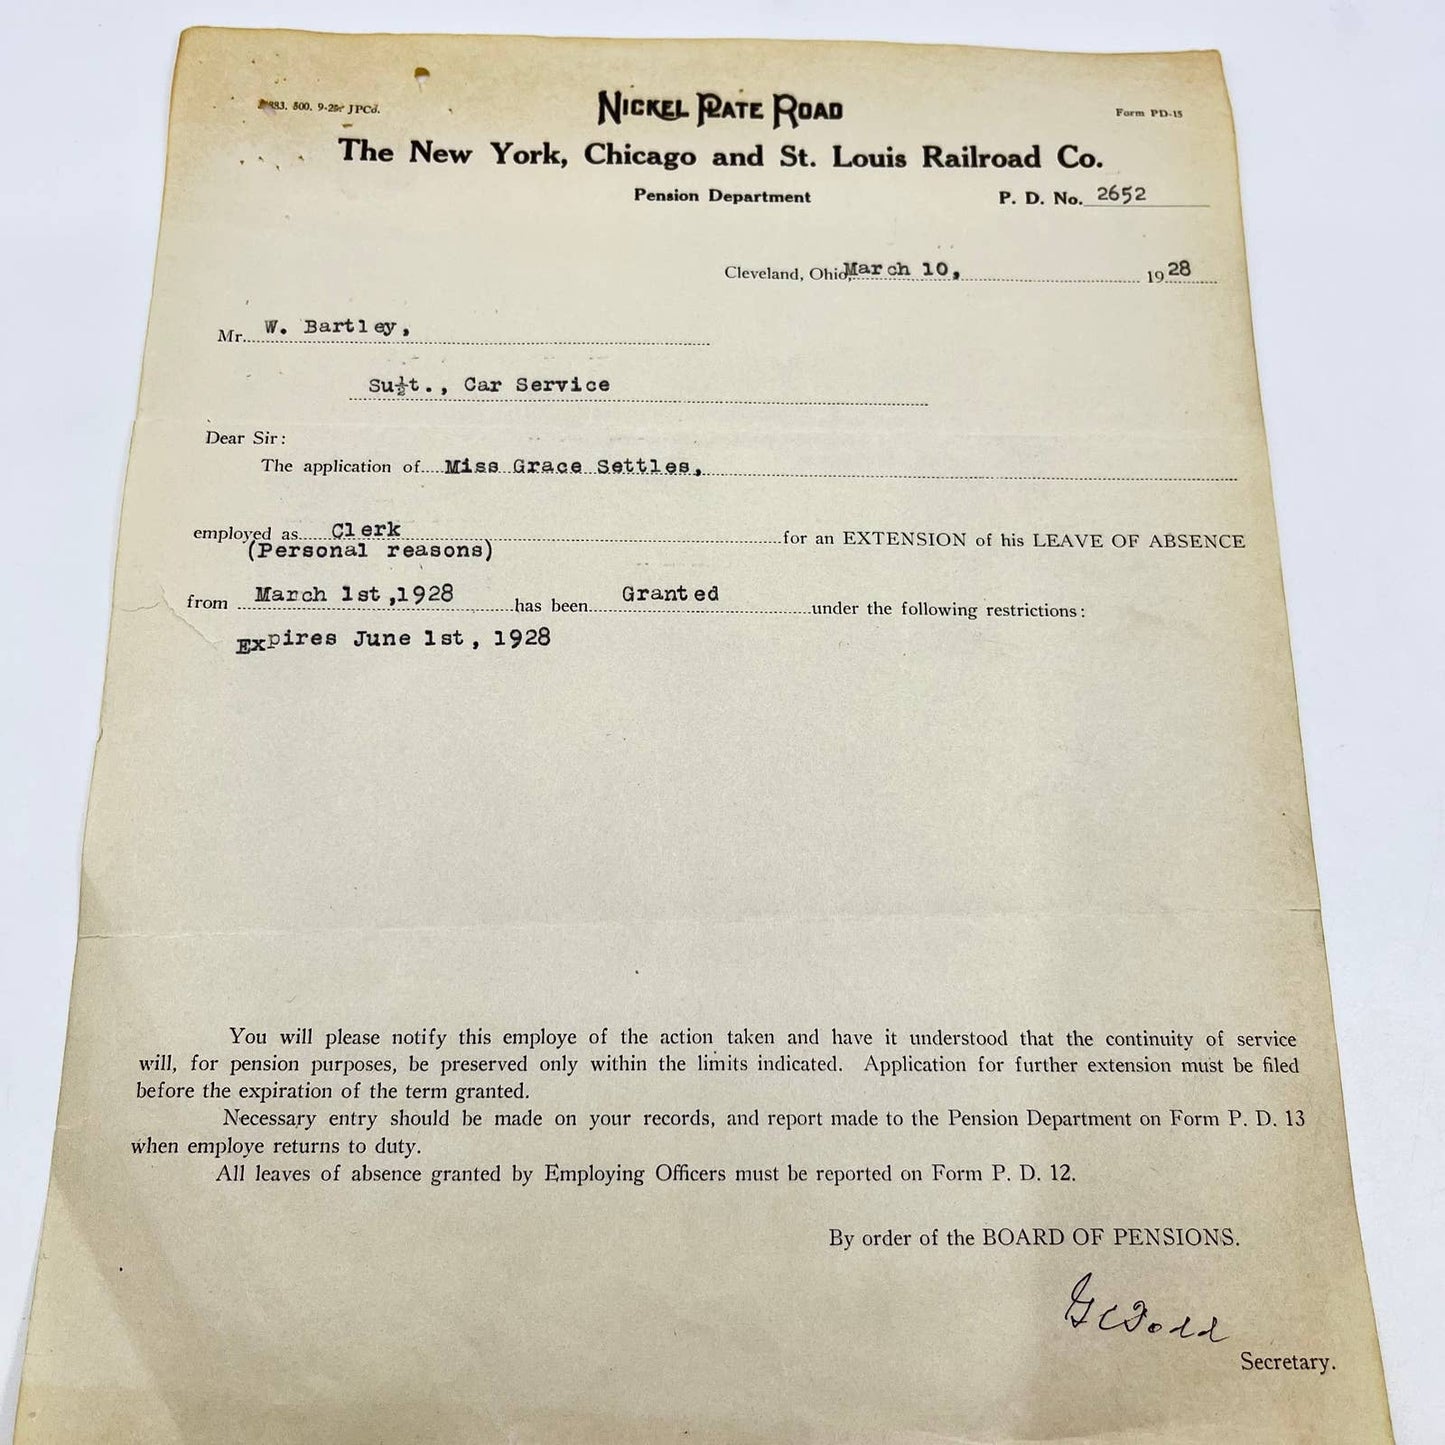 500. 9-25. JPCo.
NICKEL PLATE ROAD
Form PD-15
The New York, Chicago and St. Louis Railroad Co.
Pension Department
P. D. No. 2652
Cleveland, Ohio, March 10, 1928
Mr. W. Bartley,
Su½t., Car Service
Dear Sir:
The application of Miss Grace Settles,
employed as Clerk for an EXTENSION of his LEAVE OF ABSENCE
(Personal reasons)
from March 1st,1928 has been Granted under the following restrictions:
Expires June 1st, 1928
You will please notify this employe of the action taken and have it understood that the continuity of service
will, for pension purposes, be preserved only within the limits indicated. Application for further extension must be filed
before the expiration of the term granted.
Necessary entry should be made on your records, and report made to the Pension Department on Form P. D. 13
when employe returns to duty.
All leaves of absence granted by Employing Officers must be reported on Form P. D. 12.
By order of the BOARD OF PENSIONS.
G C Todd
Secretary.